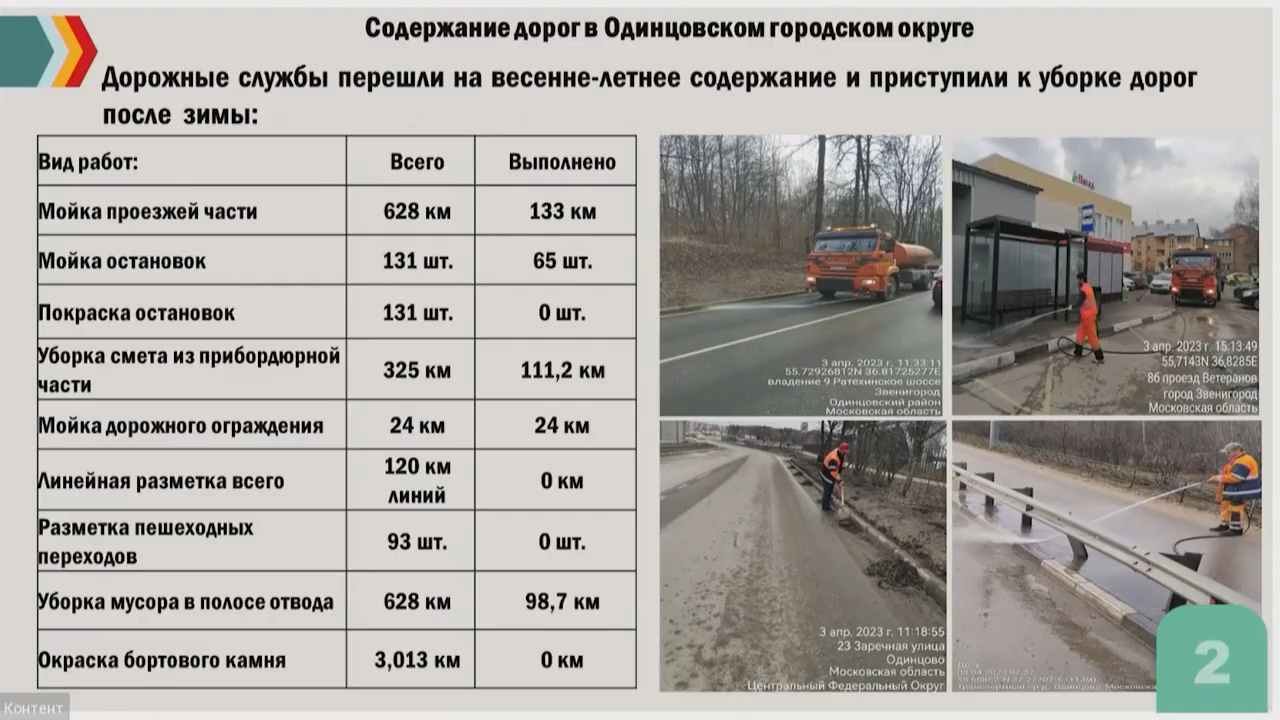 Содержание дорог в Одинцовском городском округе
Дорожные службы перешли на весенне-летнее содержание и приступили к уборке дорог
после зимы:
Вид работ: Всего Выполнено
Мойка проезжей части 628 км 133 км
Мойка остановок 131 шт. 65 шт.
Покраска остановок 131 шт. 0 шт.
Уборка смета из прибордюрной
части 325 км 111,2 км
Мойка дорожного ограждения 24 км 24 км
Линейная разметка всего 120 км
линий 0 км
Разметка пешеходных
переходов 93 шт. 0 шт.
Уборка мусора в полосе отвода 628 км 98,7 км
Окраска бортового камня 3,013 км 0 км
3 апр. 2023 г. 11:33:11
55.72926812N 36.81725277E
владение 9 Ратехинское шоссе
Звенигород
Одинцовский район
Московская область
3 апр. 2023 г. 15:13:49
55,7143N 36,8285E
8б проезд Ветеранов
город Звенигород
Московская область
3 апр. 2023 г. 11:18:55
23 Заречная улица
Одинцово
Московская область
Центральный Федеральный Округ
2
Контент